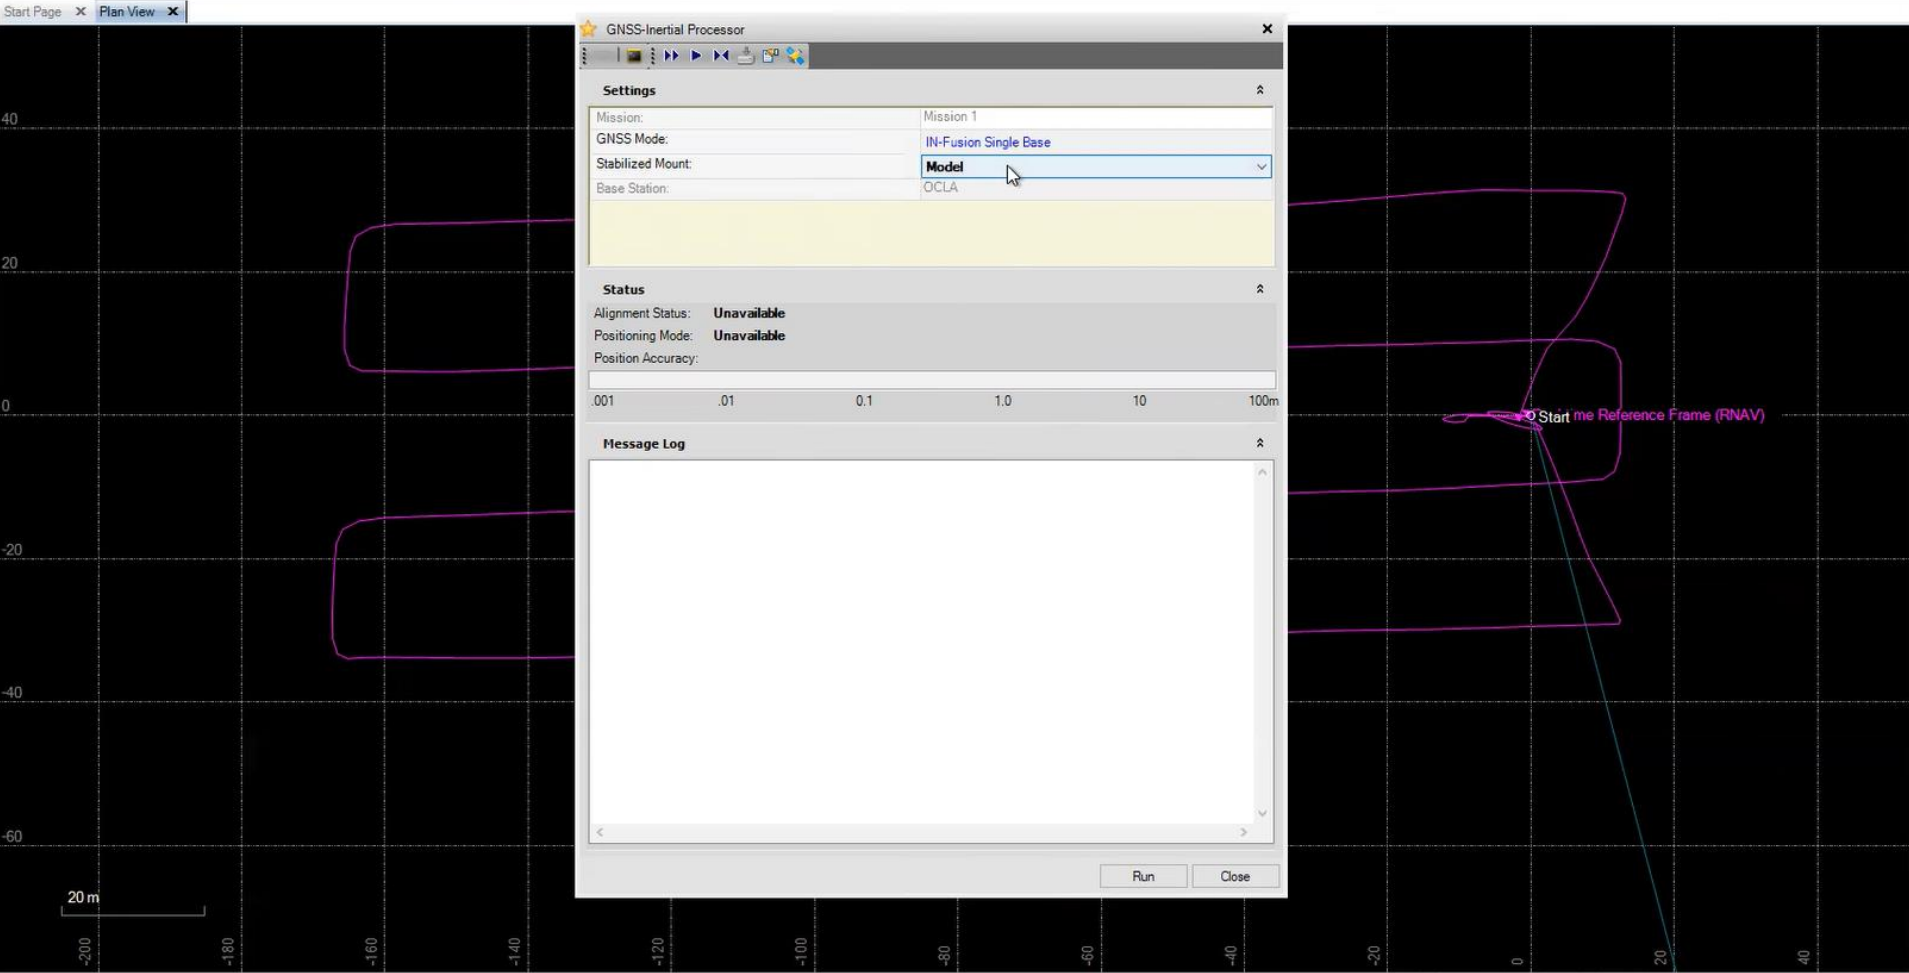 Start Page
Plan View
GNSS-Inertial Processor
Settings
Mission: Mission 1
GNSS Mode: IN-Fusion Single Base
Stabilized Mount: Model
Base Station: OCLA
Status
Alignment Status: Unavailable
Positioning Mode: Unavailable
Position Accuracy:
.001 .01 0.1 1.0 10 100m
Message Log
Run Close
40
20
0
-20
-40
-60
Start me Reference Frame (RNAV)
20 m
-200 -180 -160 -140 -120 -100 -80 -60 -40 -20 0 20 40